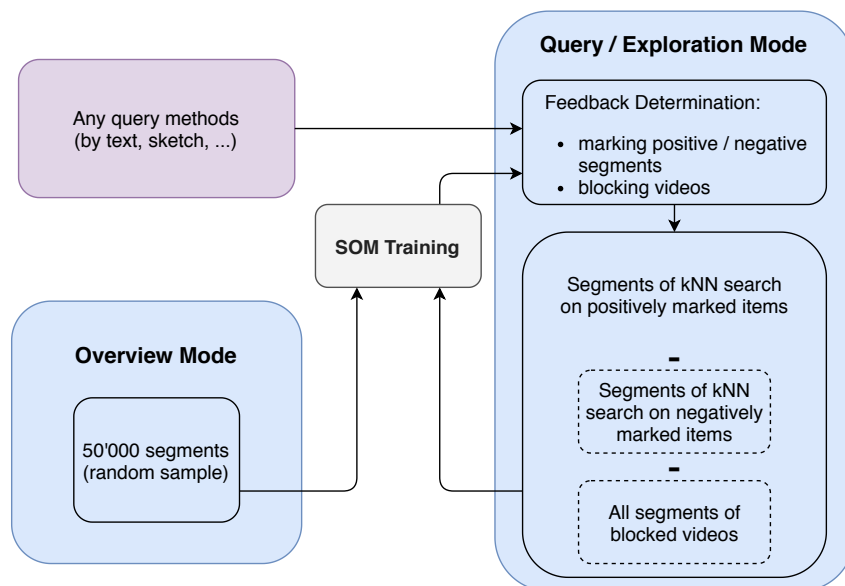 Query / Exploration Mode
Any query methods
(by text, sketch, ...)
Feedback Determination:
• marking positive / negative
segments
• blocking videos
SOM Training
Segments of kNN search
on positively marked items
-
Segments of kNN
search on negatively
marked items
-
All segments of
blocked videos
Overview Mode
50'000 segments
(random sample)